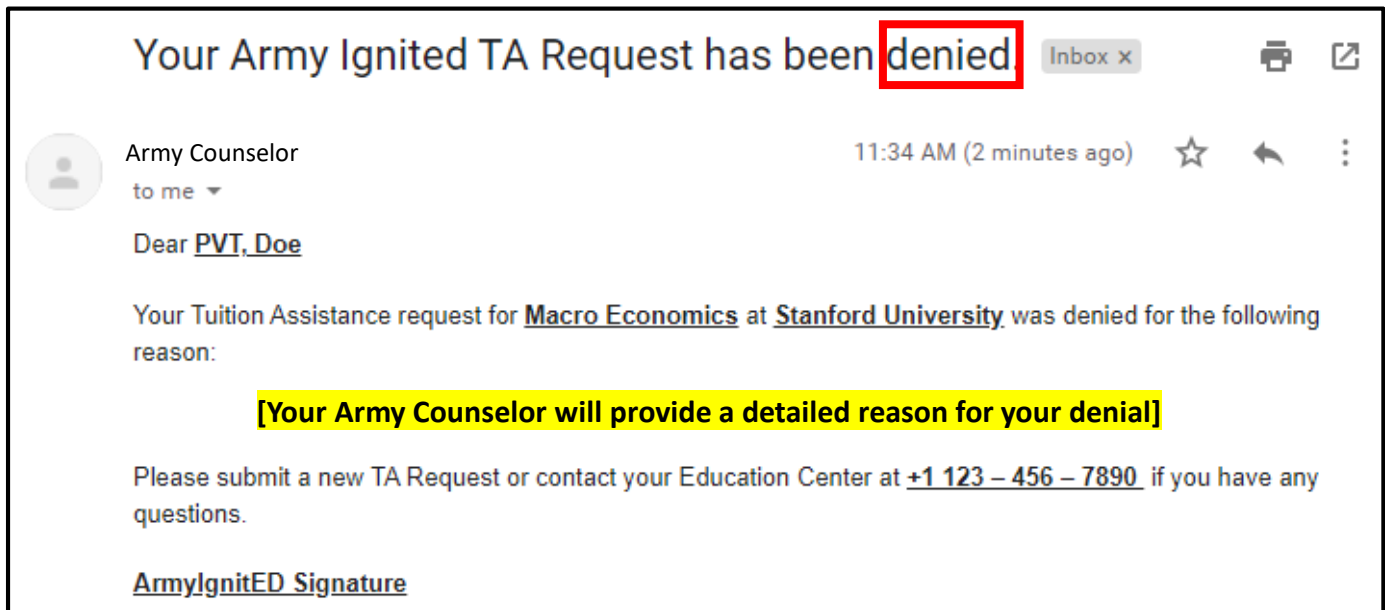 Your Army Ignited TA Request has been denied. Inbox x
Army Counselor 11:34 AM (2 minutes ago)
to me
Dear PVT, Doe
Your Tuition Assistance request for Macro Economics at Stanford University was denied for the following
reason:
[Your Army Counselor will provide a detailed reason for your denial]
Please submit a new TA Request or contact your Education Center at +1 123 – 456 – 7890 if you have any
questions.
ArmyIgnitED Signature